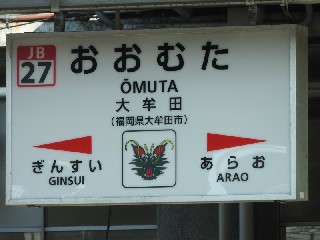 JB
27
おおむた
ŌMUTA
大牟田
(福岡県大牟田市)
ぎんすい
GINSUI
あらお
ARAO